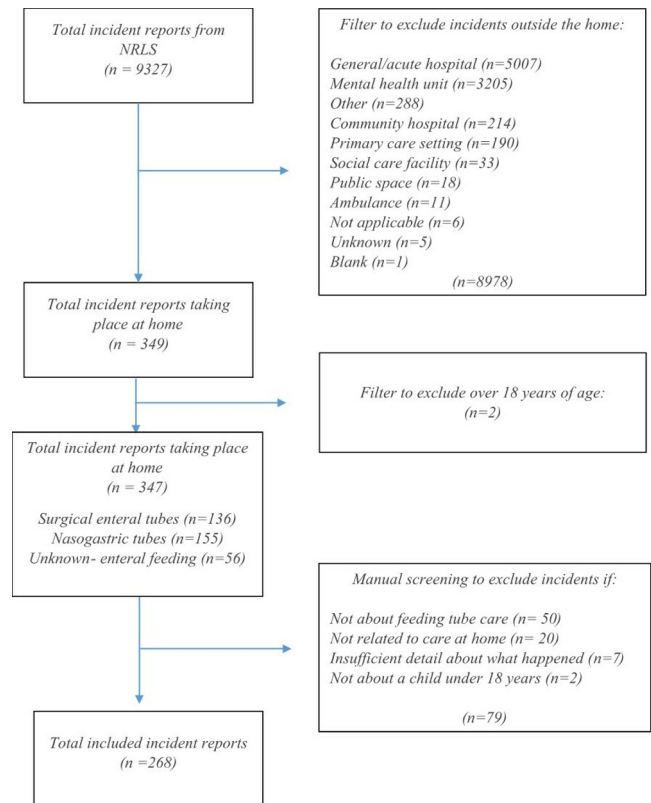 Total incident reports from
NRLS
(n = 9327)
Filter to exclude incidents outside the home:
General/acute hospital (n=5007)
Mental health unit (n=3205)
Other (n=288)
Community hospital (n=214)
Primary care setting (n=190)
Social care facility (n=33)
Public space (n=18)
Ambulance (n=11)
Not applicable (n=6)
Unknown (n=5)
Blank (n=1)
(n=8978)
Total incident reports taking
place at home
(n = 349)
Filter to exclude over 18 years of age:
(n=2)
Total incident reports taking place
at home
(n = 347)
Surgical enteral tubes (n=136)
Nasogastric tubes (n=155)
Unknown- enteral feeding (n=56)
Manual screening to exclude incidents if:
Not about feeding tube care (n= 50)
Not related to care at home (n= 20)
Insufficient detail about what happened (n=7)
Not about a child under 18 years (n=2)
(n=79)
Total included incident reports
(n =268)